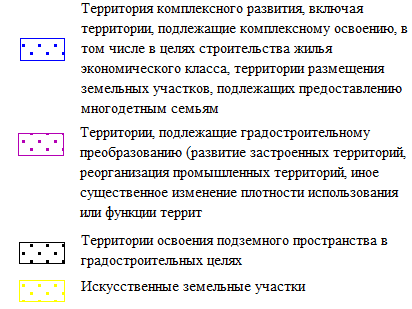 Территория комплексного развития, включая
территории, подлежащие комплексному освоению, в
том числе в целях строительства жилья
экономического класса, территории размещения
земельных участков, подлежащих предоставлению
многодетным семьям
Территории, подлежащие градостроительному
преобразованию (развитие застроенных территорий,
реорганизация промышленных территорий, иное
существенное изменение плотности использования
или функции террит
Территории освоения подземного пространства в
градостроительных целях
Искусственные земельные участки